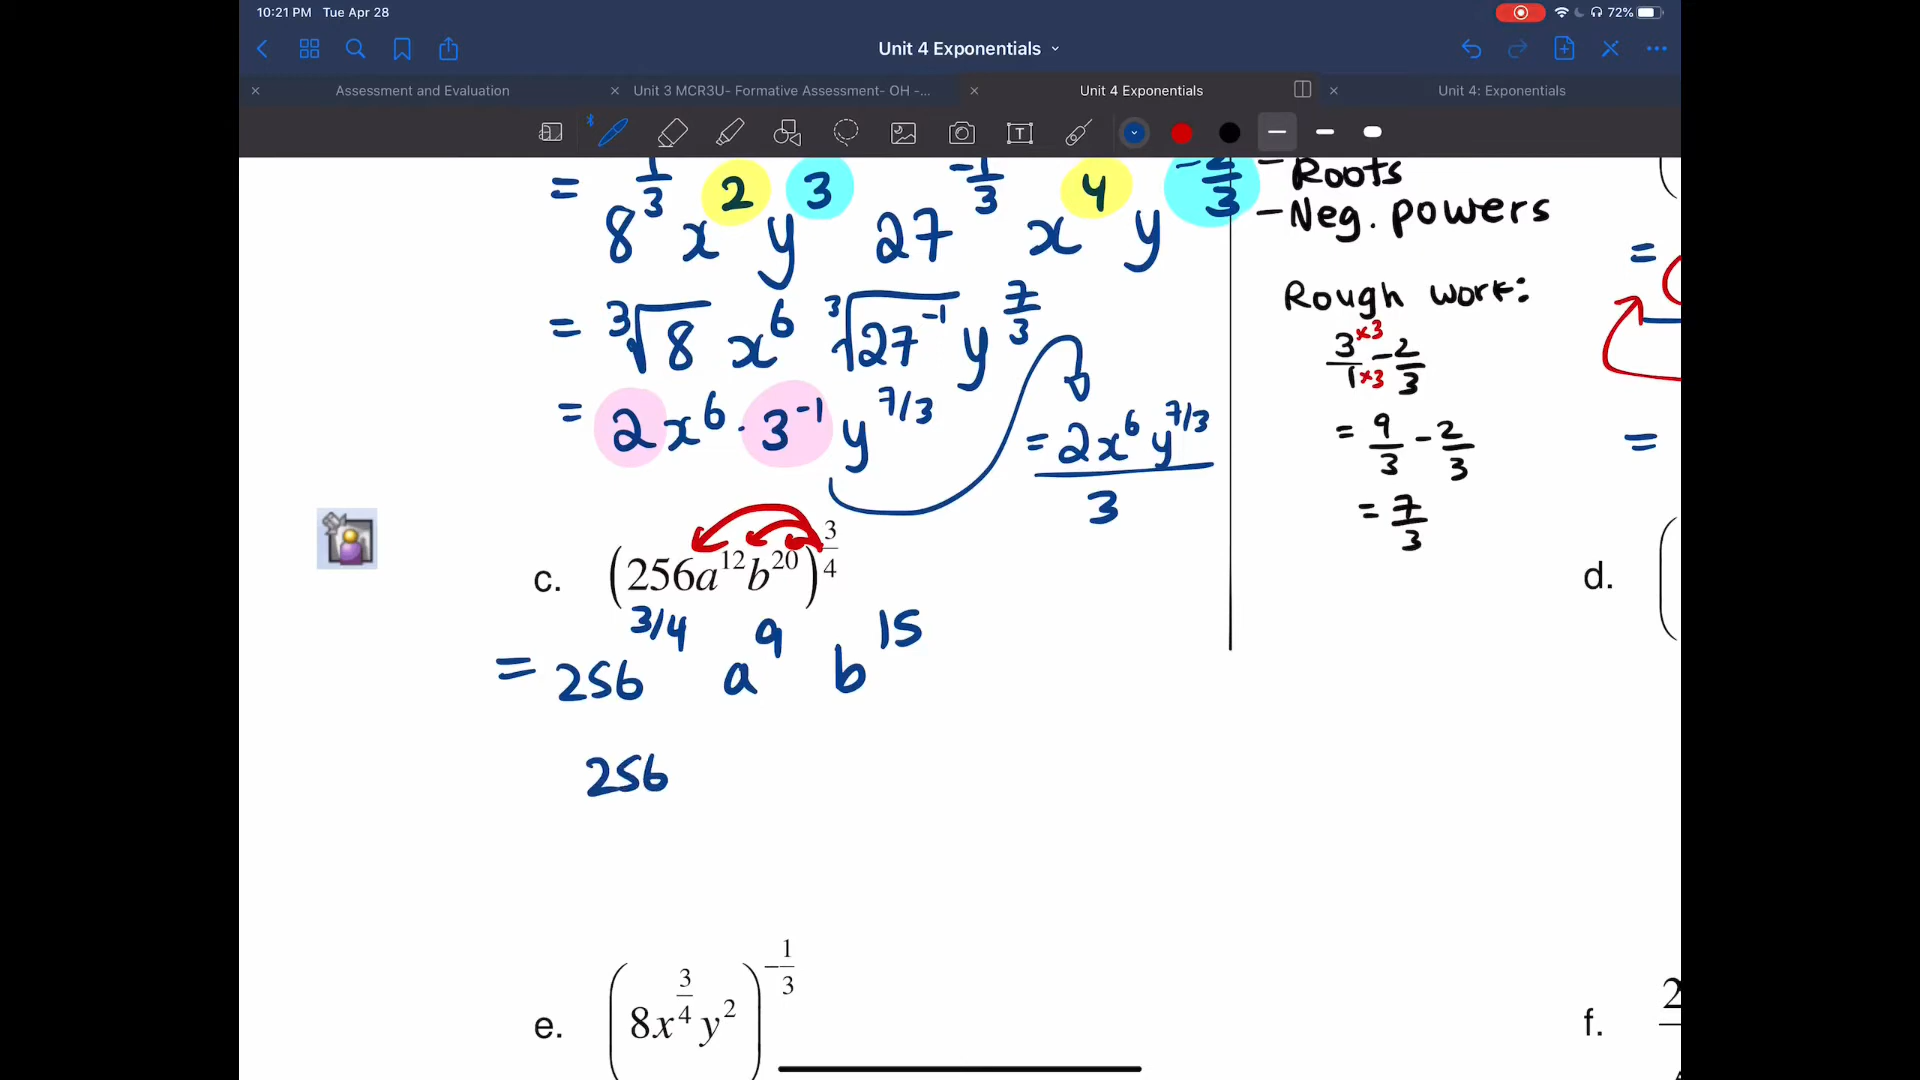 10:21 PM Tue Apr 28
72%
Unit 4 Exponentials
Assessment and Evaluation
Unit 3 MCR3U- Formative Assessment- OH -...
Unit 4 Exponentials
Unit 4: Exponentials
= 8^(1/3) x^2 y^3 27^(-1/3) x^4 y^(-2/3)
= ∛8 x^6 ∛27^(-1) y^(7/3)
= 2x^6 · 3^(-1) y^(7/3)
= 2x^6 y^(7/3) / 3
- Roots
- Neg. powers
Rough work:
3×3/1×3 - 2/3
= 9/3 - 2/3
= 7/3
=
=
c. (256a^12 b^20)^(3/4)
= 256^(3/4) a^9 b^15
256
d. (
e. (8x^(3/4) y^2)^(-1/3)
f. 2